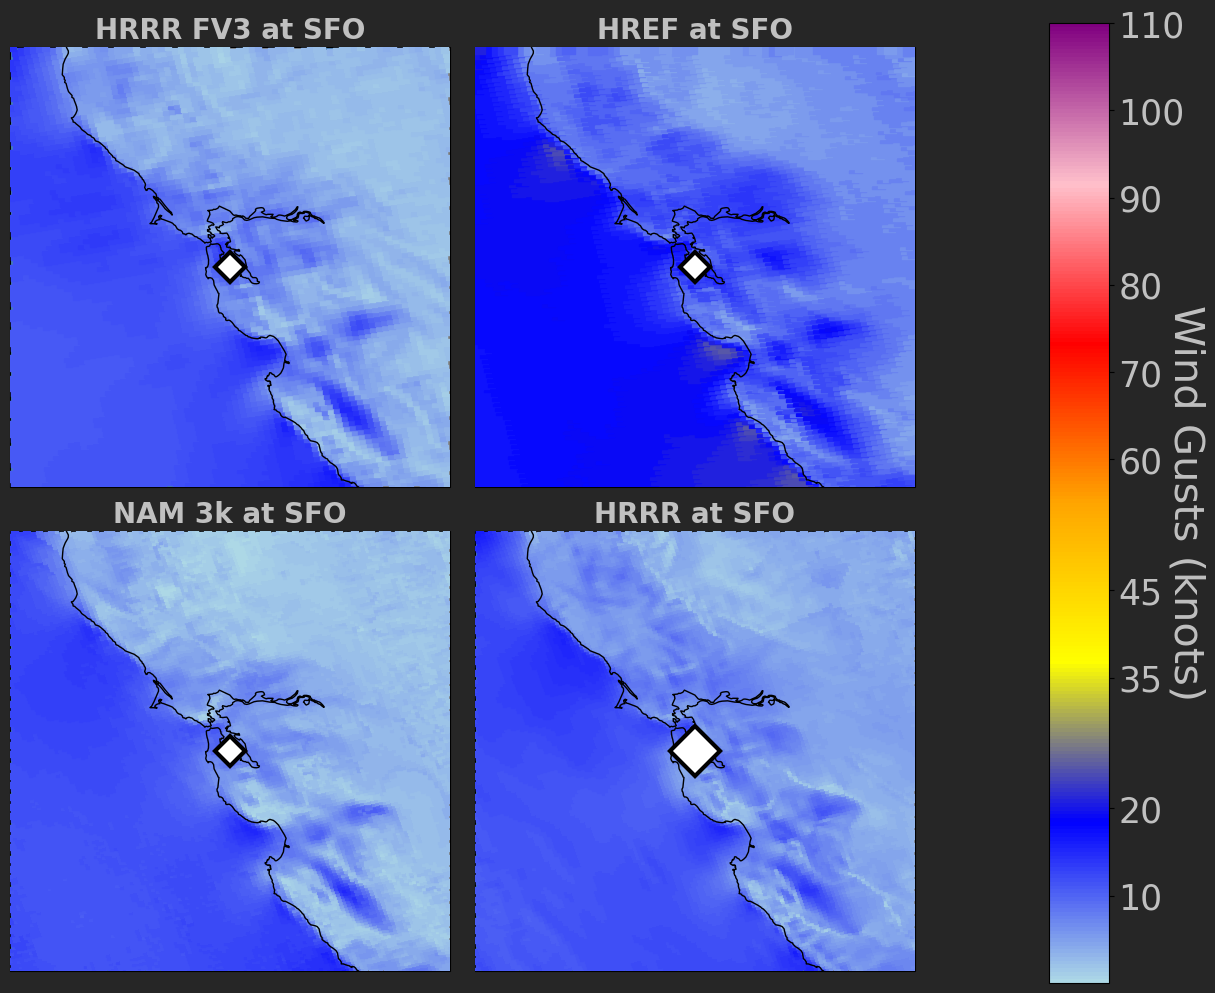 HRRR FV3 at SFO
HREF at SFO
NAM 3k at SFO
HRRR at SFO
110
100
90
80
70
60
45
35
20
10
Wind Gusts (knots)